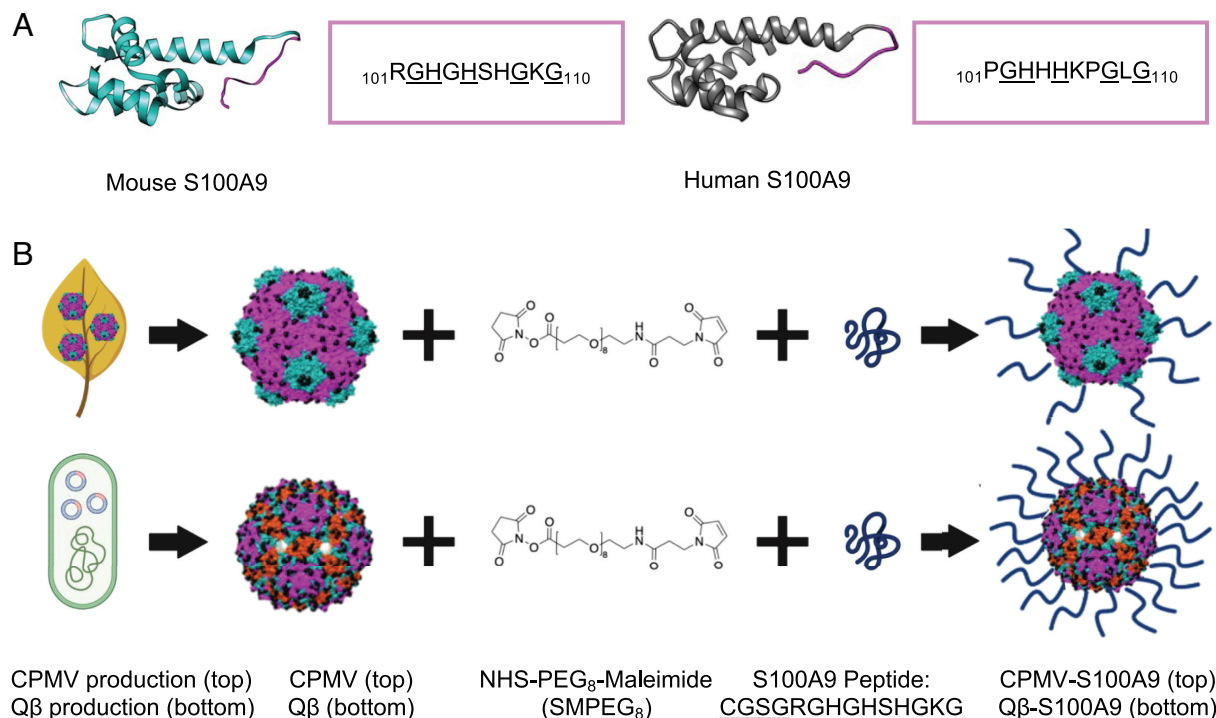 A
101RGHGHSHGKG110
101PGHHHKPGLG110
Mouse S100A9
Human S100A9
B
O
N
O
O
O
O
8
H
N
O
O
N
O
O
N
O
O
O
O
8
H
N
O
O
N
O
CPMV production (top)
Qβ production (bottom)
CPMV (top)
Qβ (bottom)
NHS-PEG8-Maleimide
(SMPEG8)
S100A9 Peptide:
CGSGRGHGHSHGKG
CPMV-S100A9 (top)
Qβ-S100A9 (bottom)